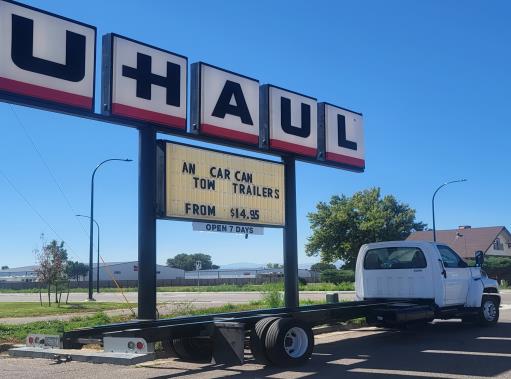 U-HAUL
AN CAR CAN
TOW TRAILERS
FROM $14.95
OPEN 7 DAYS